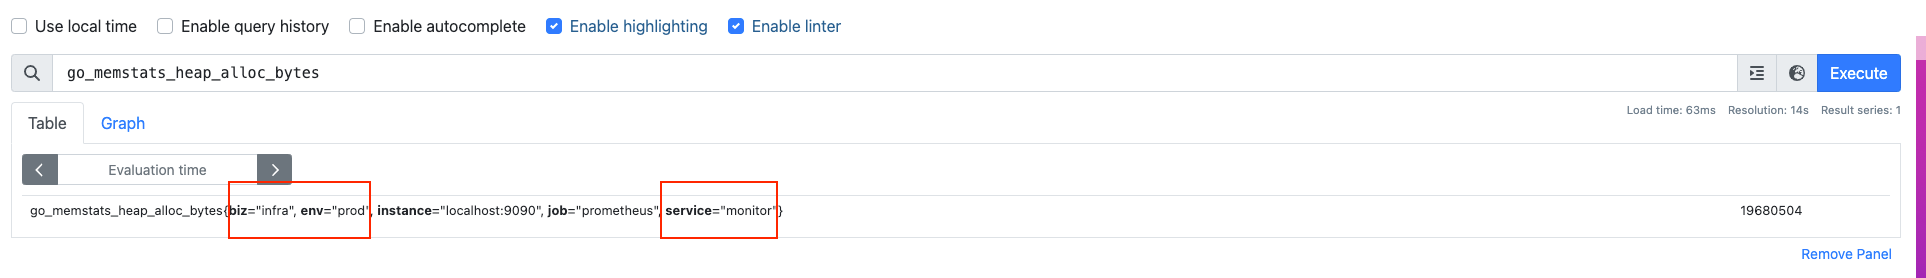 Use local time Enable query history Enable autocomplete Enable highlighting Enable linter
go_memstats_heap_alloc_bytes Execute
Table Graph Load time: 63ms Resolution: 14s Result series: 1
Evaluation time
go_memstats_heap_alloc_bytes{biz="infra", env="prod", instance="localhost:9090", job="prometheus", service="monitor"} 19680504
Remove Panel